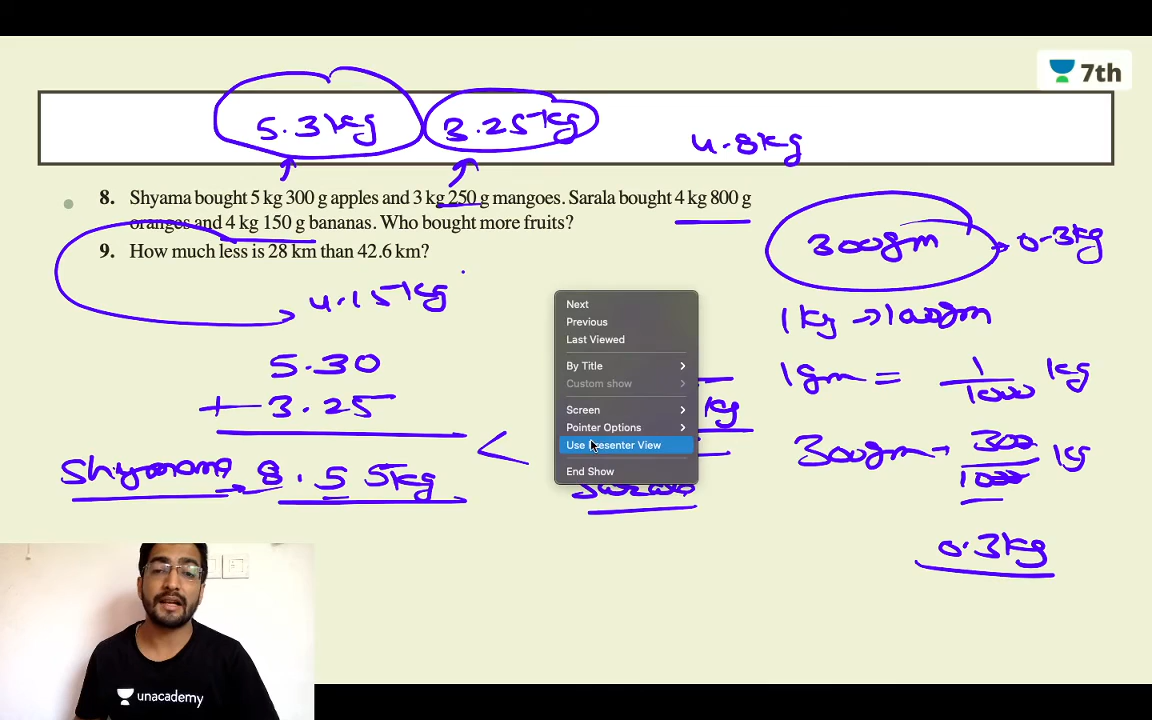 7th
5.3kg 3.25kg
4.8kg
8. Shyama bought 5 kg 300 g apples and 3 kg 250 g mangoes. Sarala bought 4 kg 800 g
oranges and 4 kg 150 g bananas. Who bought more fruits?
9. How much less is 28 km than 42.6 km?
300gm → 0.3kg
4.15kg
1kg → 1000gm
5.30
+ 3.25
8.55kg
1gm = 1/1000 kg
300gm → 300/1000 kg
0.3kg
kg
Next
Previous
Last Viewed
By Title
Custom show
Screen
Pointer Options
Use Presenter View
End Show
unacademy